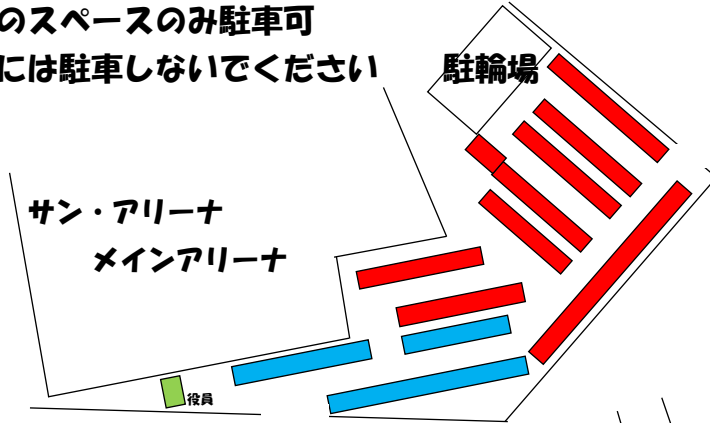 のスペースのみ駐車可
には駐車しないでください
駐輪場
サン・アリーナ
メインアリーナ
役員